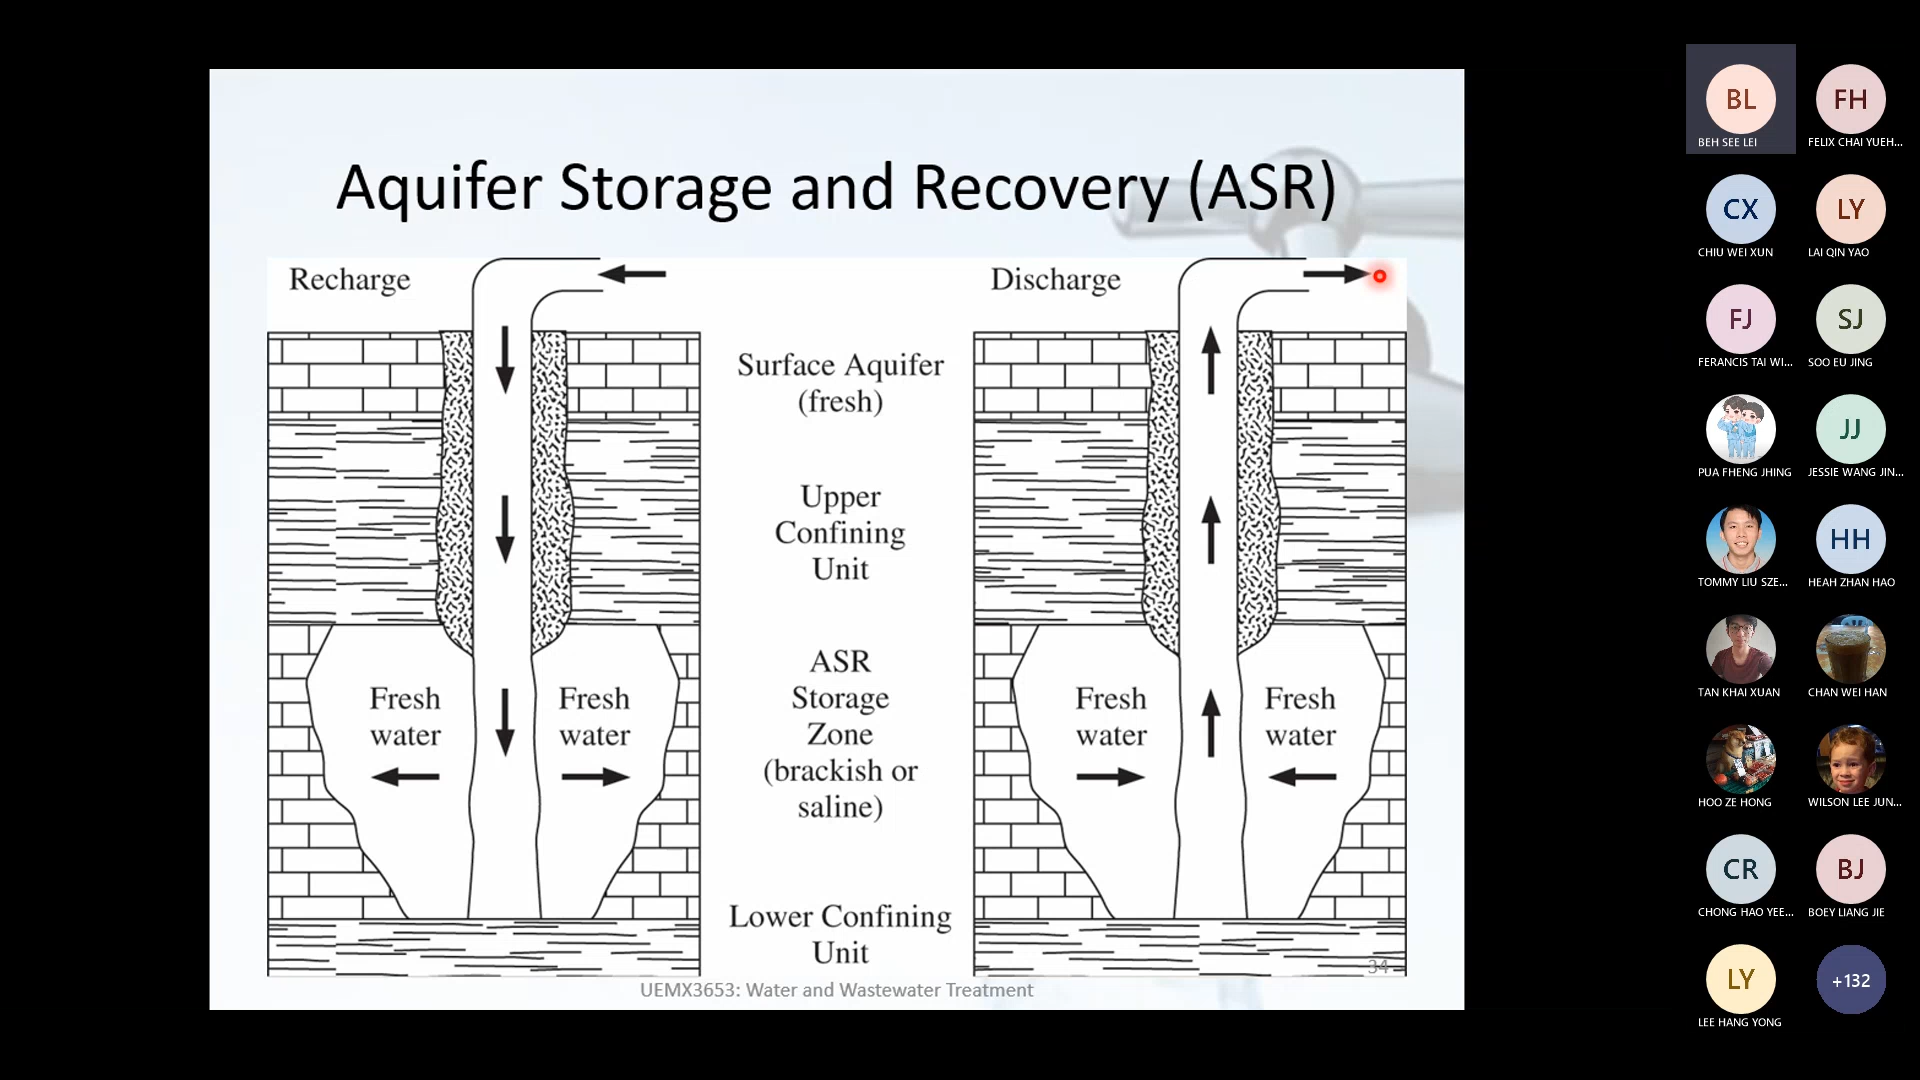 Aquifer Storage and Recovery (ASR)
Recharge
Discharge
Surface Aquifer
(fresh)
Upper
Confining
Unit
ASR
Storage
Zone
(brackish or
saline)
Fresh
water
Fresh
water
Fresh
water
Fresh
water
Lower Confining
Unit
34
UEMX3653: Water and Wastewater Treatment
BL
BEH SEE LEI
FH
FELIX CHAI YUEH...
CX
CHIU WEI XUN
LY
LAI QIN YAO
FJ
FERANCIS TAI WI...
SJ
SOO EU JING
PUA FHENG JHING
JJ
JESSIE WANG JIN...
TOMMY LIU SZE...
HH
HEAH ZHAN HAO
TAN KHAI XUAN
CHAN WEI HAN
HOO ZE HONG
WILSON LEE JUN...
CR
CHONG HAO YEE...
BJ
BOEY LIANG JIE
LY
LEE HANG YONG
+132